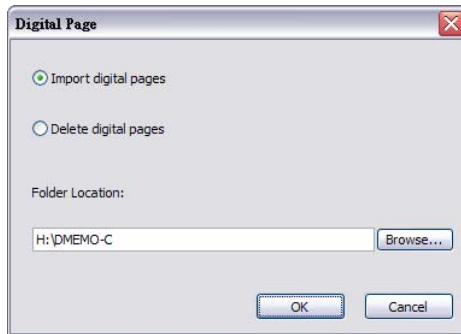 Digital Page
Import digital pages
Delete digital pages
Folder Location:
H:\DMEMO-C
Browse...
OK
Cancel